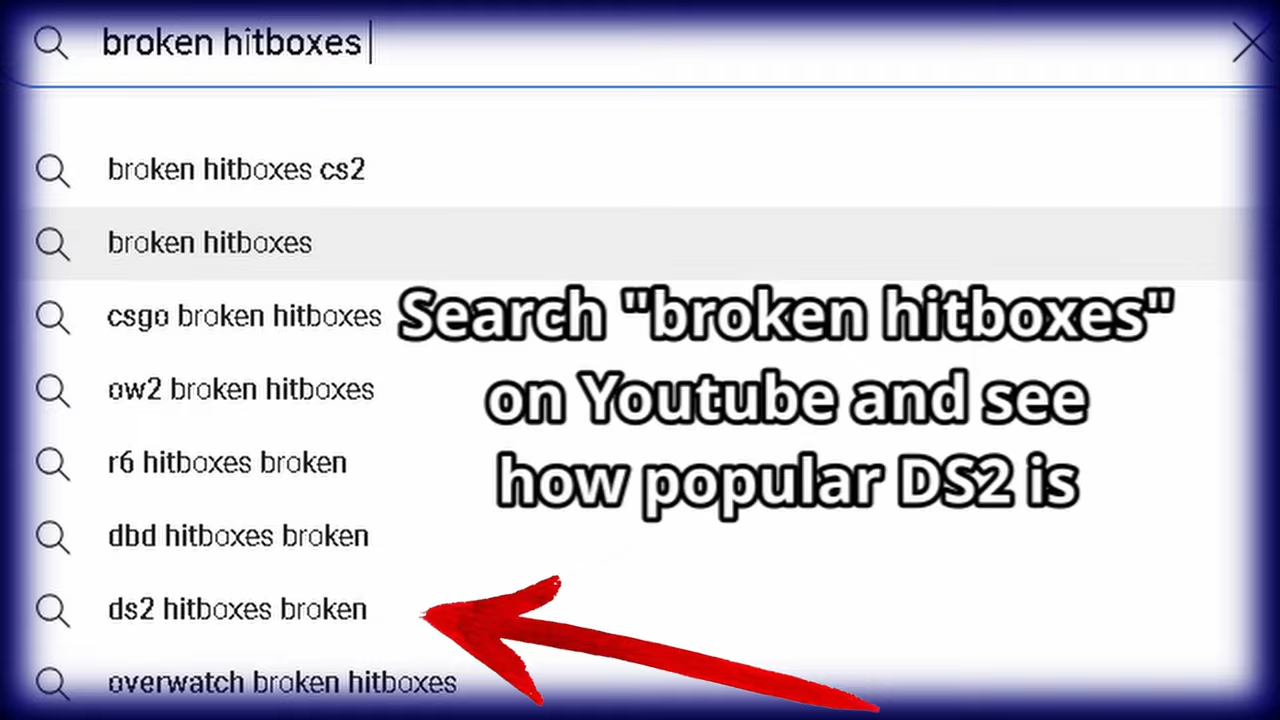 broken hitboxes
broken hitboxes cs2
broken hitboxes
csgo broken hitboxes
ow2 broken hitboxes
r6 hitboxes broken
dbd hitboxes broken
ds2 hitboxes broken
overwatch broken hitboxes
Search "broken hitboxes"
on Youtube and see
how popular DS2 is